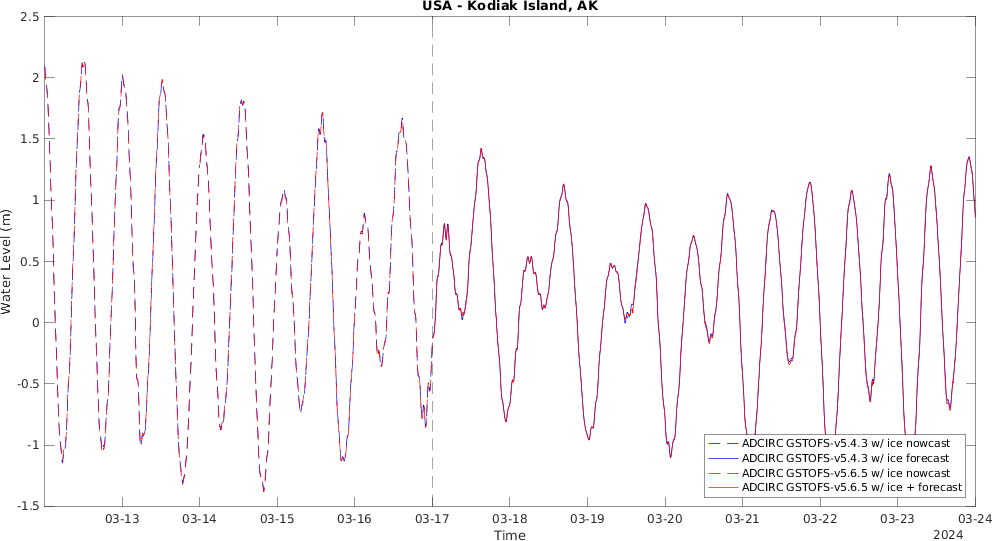 USA - Kodiak Island, AK
2.5
2
1.5
1
0.5
0
-0.5
-1
-1.5
Water Level (m)
ADCIRC GSTOFS-v5.4.3 w/ ice nowcast
ADCIRC GSTOFS-v5.4.3 w/ ice forecast
ADCIRC GSTOFS-v5.6.5 w/ ice nowcast
ADCIRC GSTOFS-v5.6.5 w/ ice + forecast
03-13 03-14 03-15 03-16 03-17 03-18 03-19 03-20 03-21 03-22 03-23 03-24
Time
2024